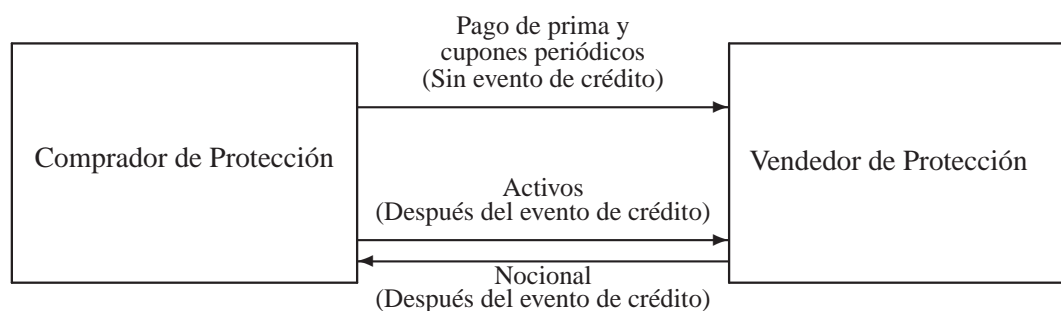 Pago de prima y
cupones periódicos
(Sin evento de crédito)
Comprador de Protección
Vendedor de Protección
Activos
(Después del evento de crédito)
Nocional
(Después del evento de crédito)